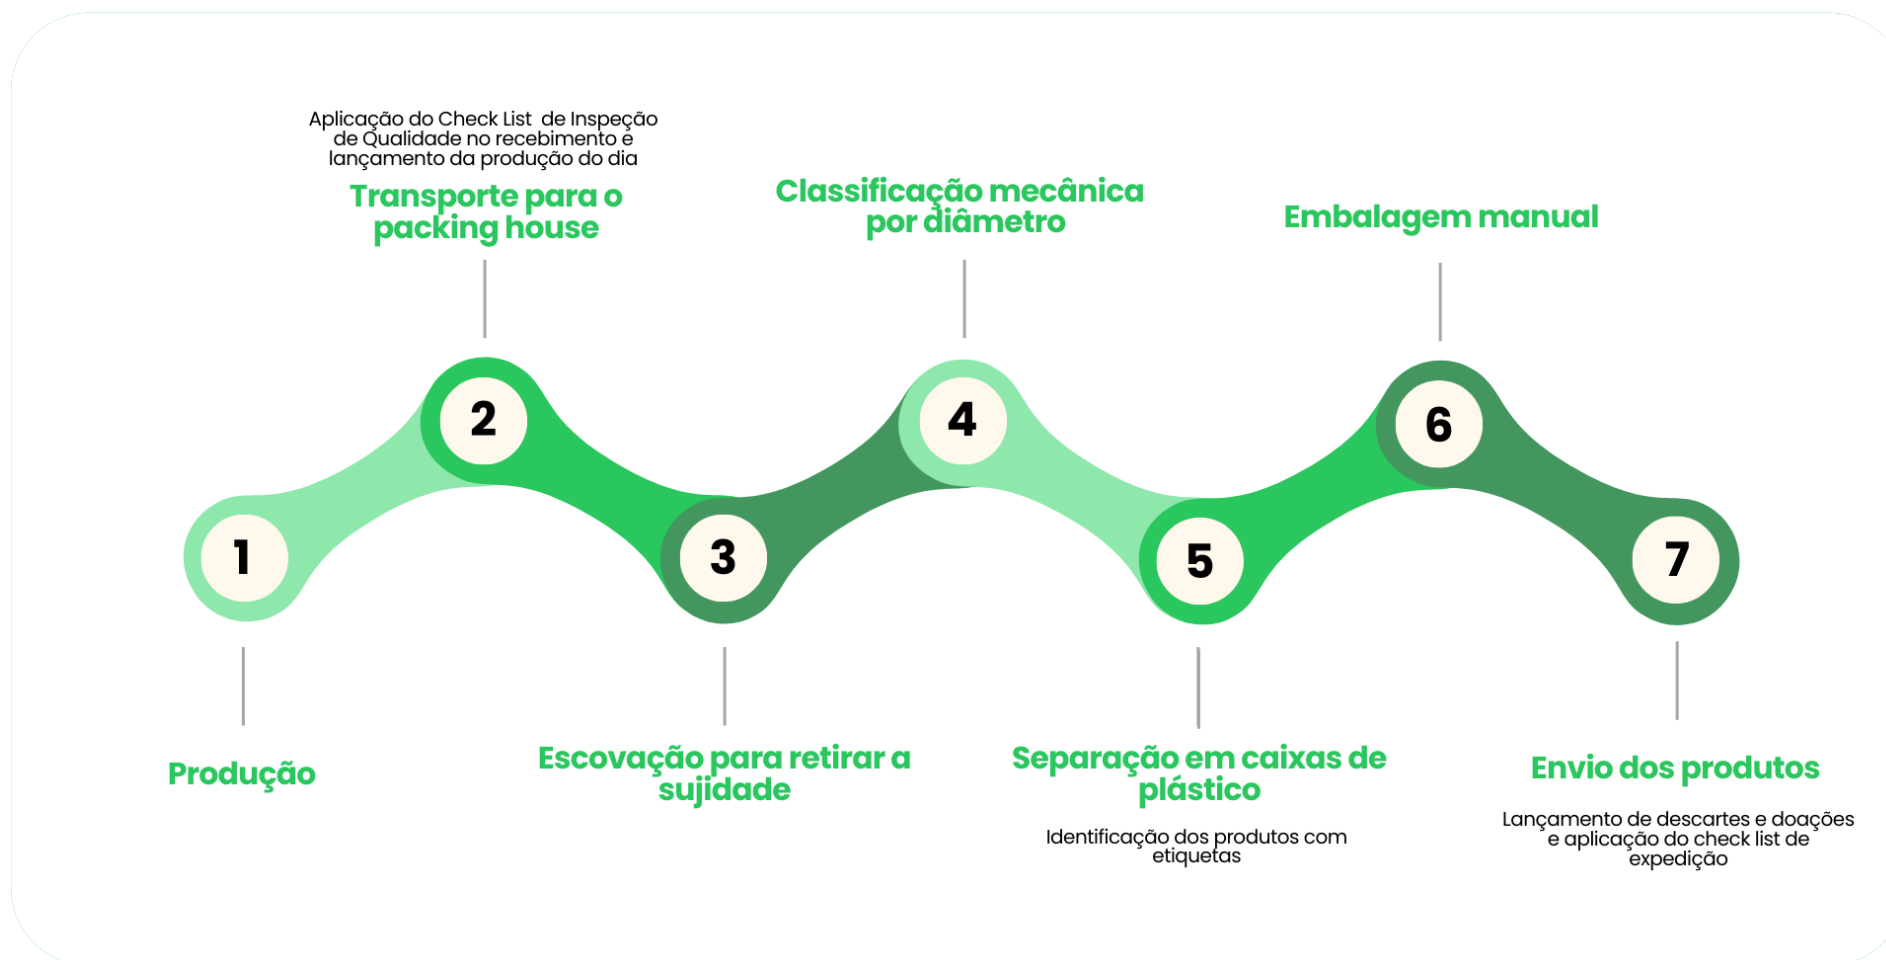 1
Produção
Aplicação do Check List de Inspeção
de Qualidade no recebimento e
lançamento da produção do dia
Transporte para o
packing house
2
3
Escovação para retirar a
sujidade
Classificação mecânica
por diâmetro
4
5
Separação em caixas de
plástico
Identificação dos produtos com
etiquetas
Embalagem manual
6
7
Envio dos produtos
Lançamento de descartes e doações
e aplicação do check list de
expedição